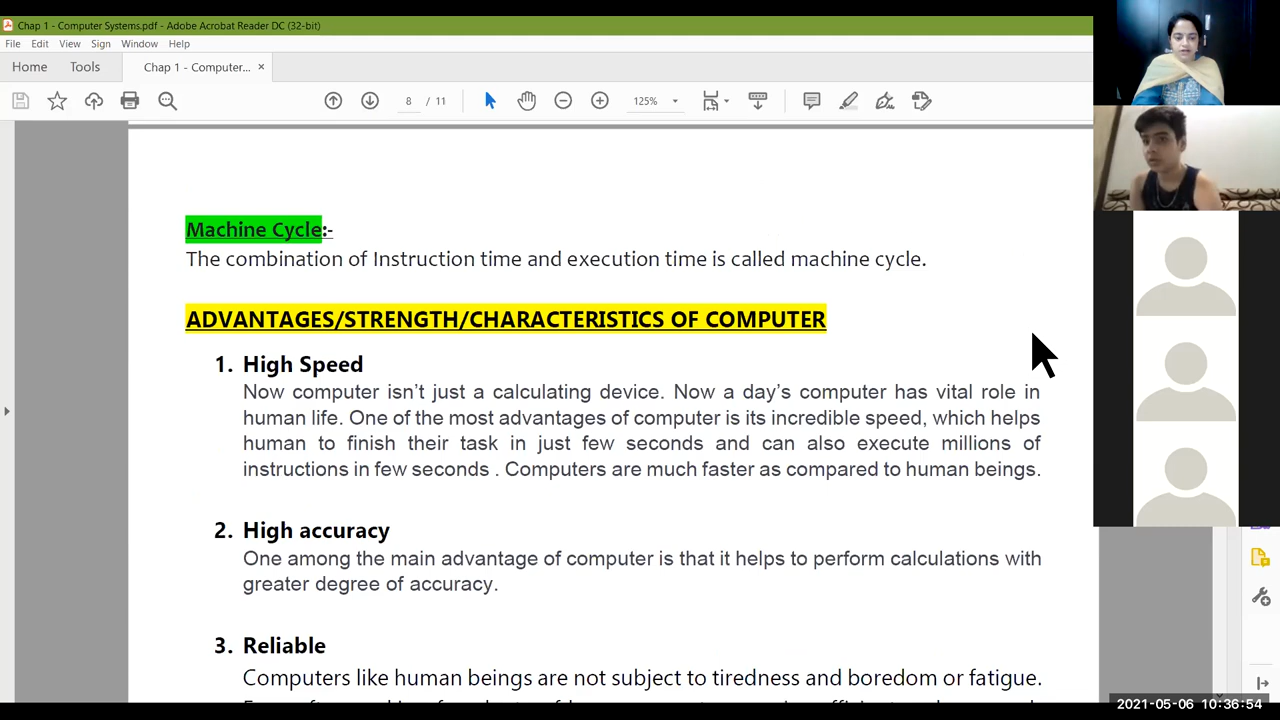 Chap 1 - Computer Systems.pdf - Adobe Acrobat Reader DC (32-bit)
File Edit View Sign Window Help
Home Tools Chap 1 - Computer... ×
8 / 11 125%
Machine Cycle:-
The combination of Instruction time and execution time is called machine cycle.
ADVANTAGES/STRENGTH/CHARACTERISTICS OF COMPUTER
1. High Speed
Now computer isn't just a calculating device. Now a day's computer has vital role in
human life. One of the most advantages of computer is its incredible speed, which helps
human to finish their task in just few seconds and can also execute millions of
instructions in few seconds . Computers are much faster as compared to human beings.
2. High accuracy
One among the main advantage of computer is that it helps to perform calculations with
greater degree of accuracy.
3. Reliable
Computers like human beings are not subject to tiredness and boredom or fatigue.
2021-05-06 10:36:54